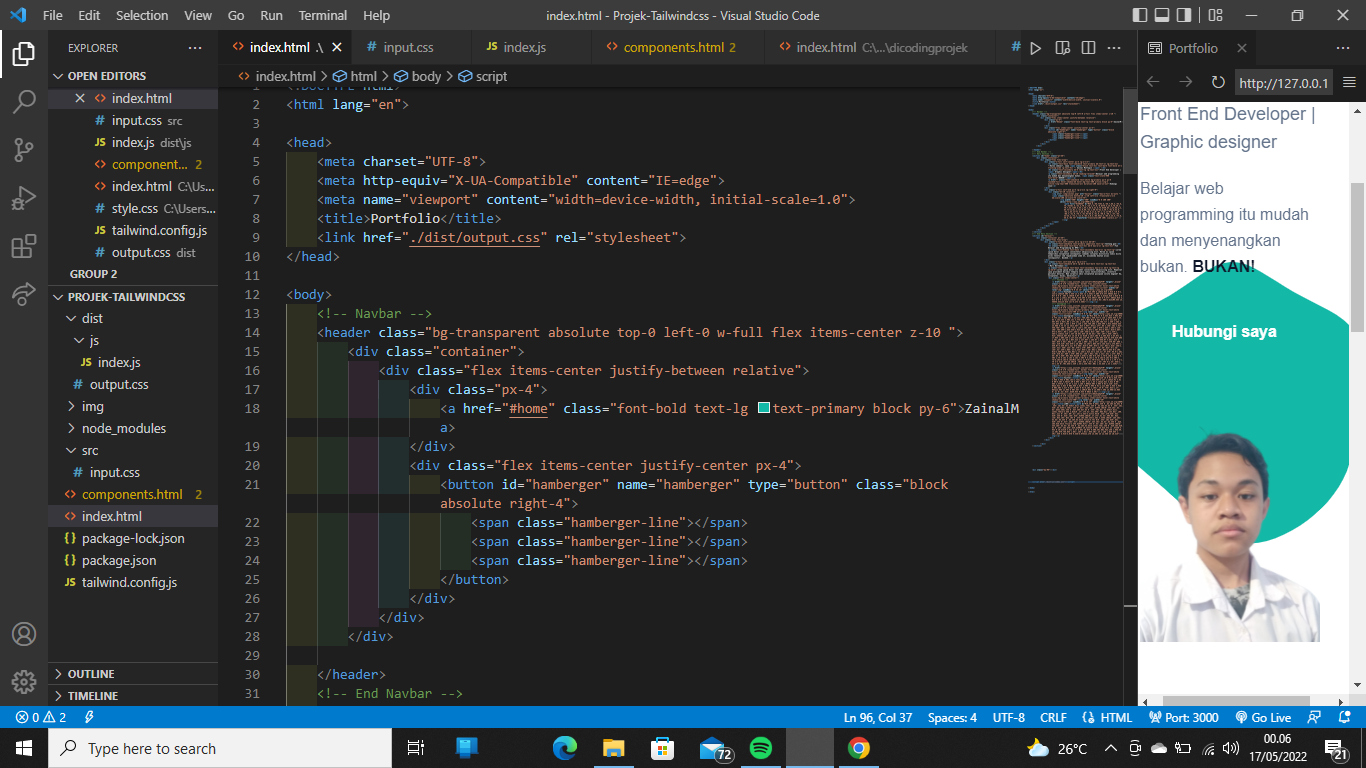 File Edit Selection View Go Run Terminal Help
index.html - Projek-Tailwindcss - Visual Studio Code
EXPLORER
OPEN EDITORS
index.html
input.css src
index.js dist\js
component... 2
index.html C:\Us...
style.css C:\Users...
tailwind.config.js
output.css dist
GROUP 2
PROJEK-TAILWINDCSS
dist
js
index.js
output.css
img
node_modules
src
input.css
components.html 2
index.html
package-lock.json
package.json
tailwind.config.js
OUTLINE
TIMELINE
index.html .\
input.css
index.js
components.html 2
index.html C:\...\dicodingprojek
index.html > html > body > script
1 <!DOCTYPE html>
2 <html lang="en">
3
4 <head>
5 <meta charset="UTF-8">
6 <meta http-equiv="X-UA-Compatible" content="IE=edge">
7 <meta name="viewport" content="width=device-width, initial-scale=1.0">
8 <title>Portfolio</title>
9 <link href="./dist/output.css" rel="stylesheet">
10 </head>
11
12 <body>
13 <!-- Navbar -->
14 <header class="bg-transparent absolute top-0 left-0 w-full flex items-center z-10 ">
15 <div class="container">
16 <div class="flex items-center justify-between relative">
17 <div class="px-4">
18 <a href="#home" class="font-bold text-lg text-primary block py-6">ZainalM
a>
19 </div>
20 <div class="flex items-center justify-center px-4">
21 <button id="hamberger" name="hamberger" type="button" class="block
absolute right-4">
22 <span class="hamberger-line"></span>
23 <span class="hamberger-line"></span>
24 <span class="hamberger-line"></span>
25 </button>
26 </div>
27 </div>
28 </div>
29
30 </header>
31 <!-- End Navbar -->
Portfolio
http://127.0.0.1
Front End Developer |
Graphic designer
Belajar web
programming itu mudah
dan menyenangkan
bukan. BUKAN!
Hubungi saya
0 2
Ln 96, Col 37 Spaces: 4 UTF-8 CRLF HTML Port: 3000 Go Live
Type here to search
72
26°C
00.06
17/05/2022
21